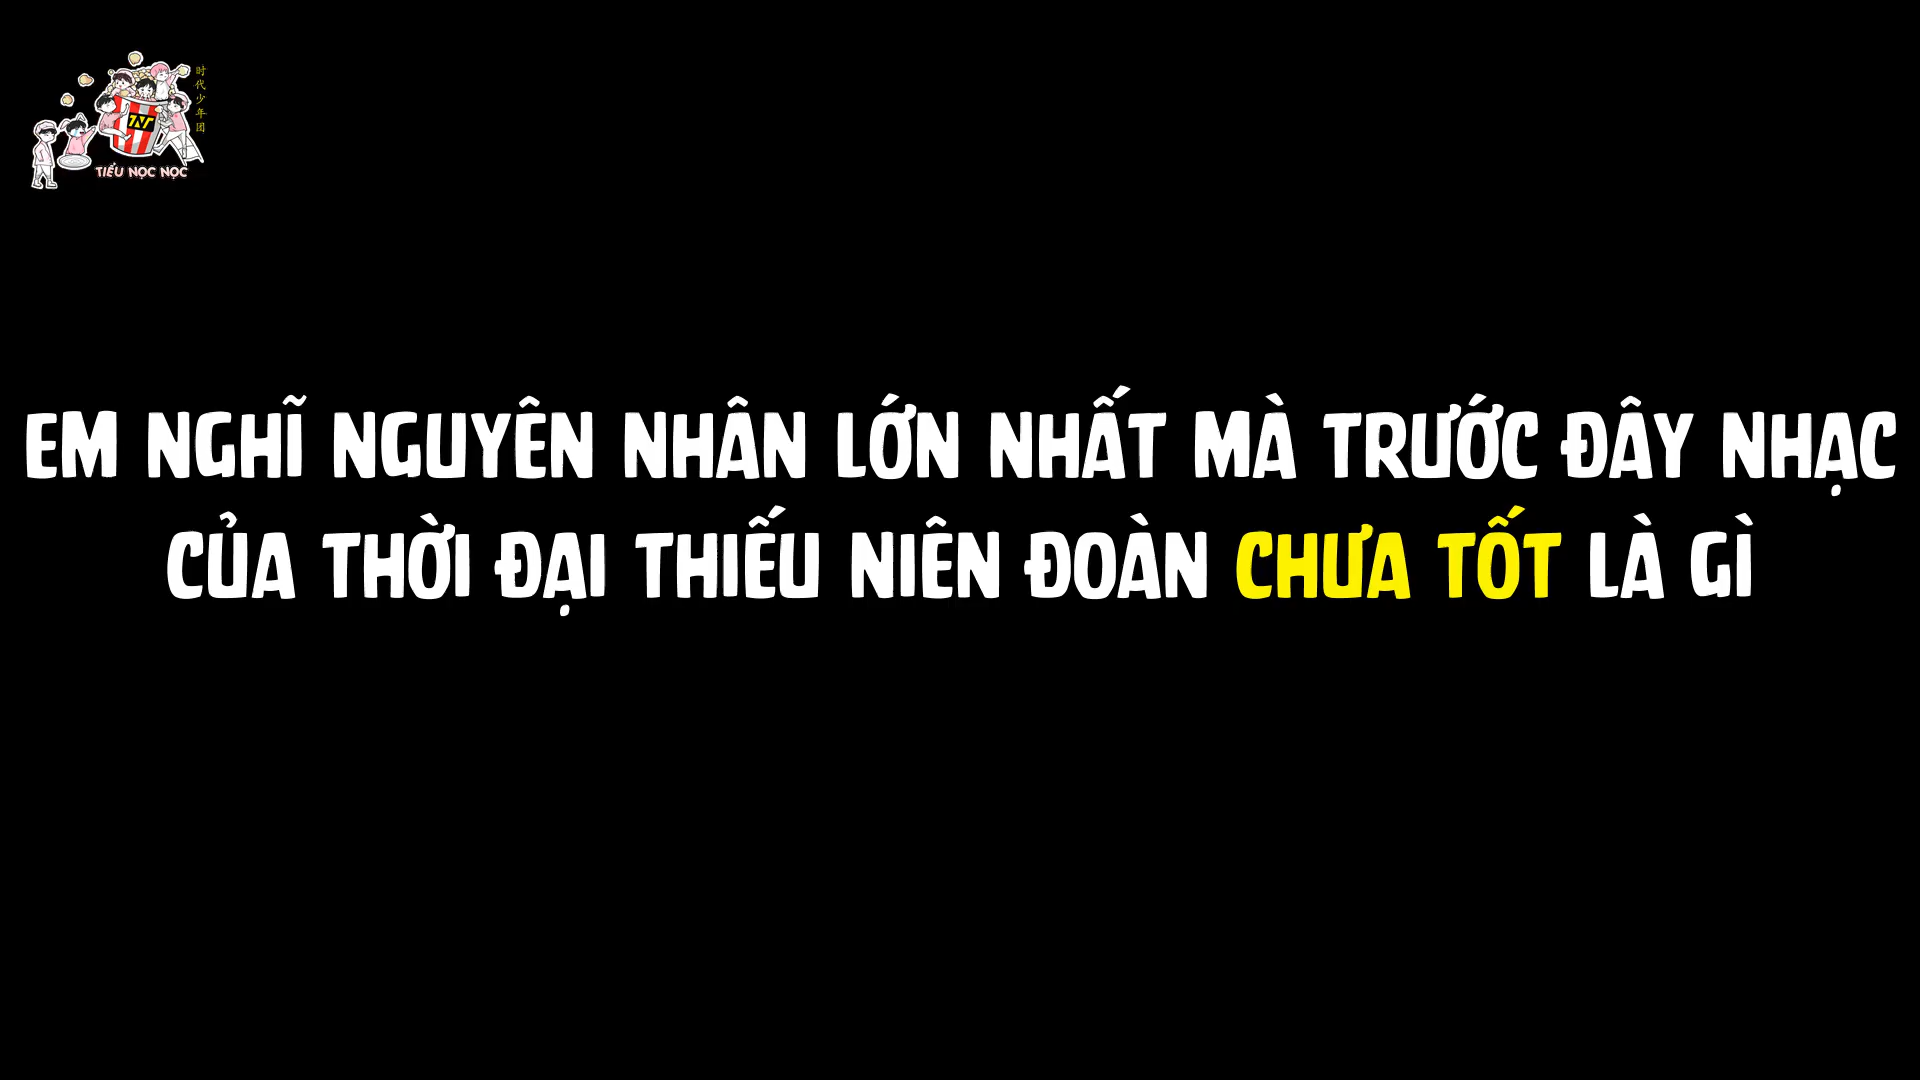 时代少年团
TNT
TIỂU NỌC NỌC
EM NGHĨ NGUYÊN NHÂN LỚN NHẤT MÀ TRƯỚC ĐÂY NHẠC
CỦA THỜI ĐẠI THIẾU NIÊN ĐOÀN CHƯA TỐT LÀ GÌ